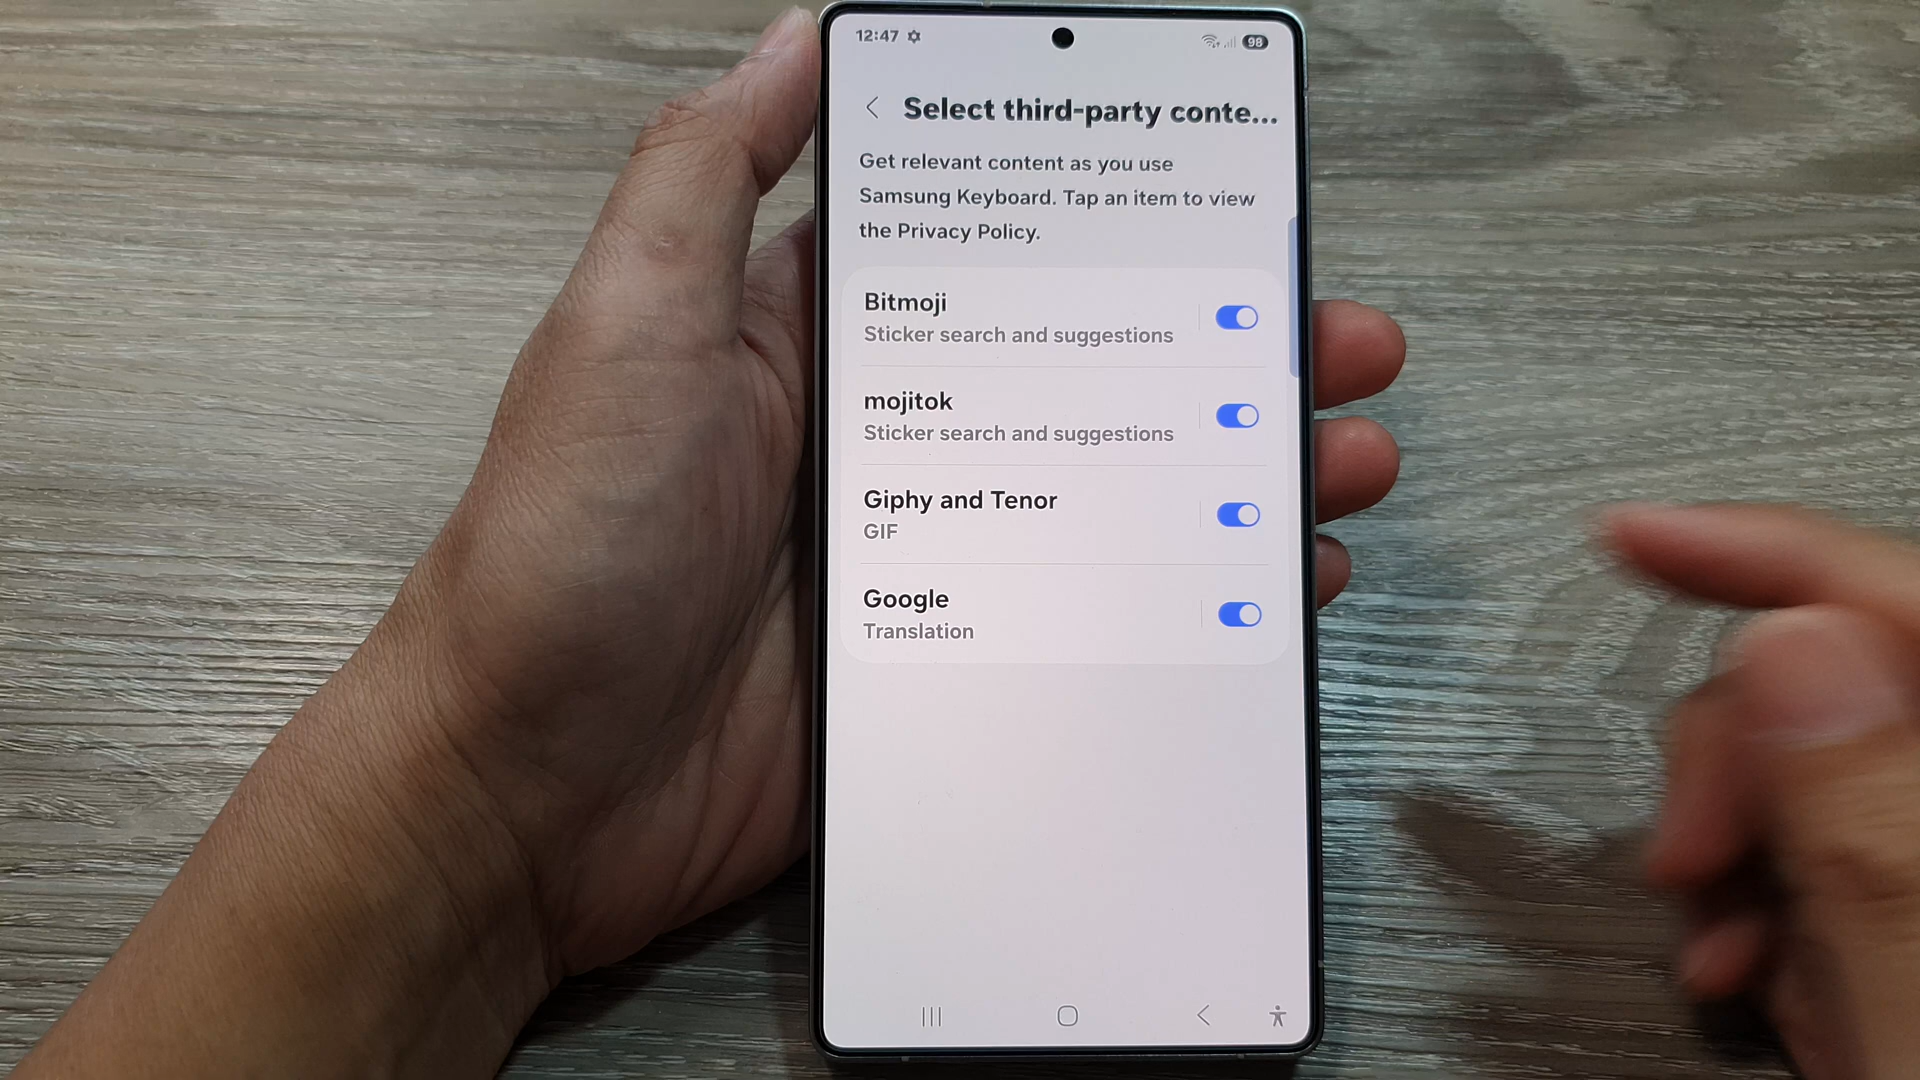 12:47
98
Select third-party conte...
Get relevant content as you use
Samsung Keyboard. Tap an item to view
the Privacy Policy.
Bitmoji
Sticker search and suggestions
mojitok
Sticker search and suggestions
Giphy and Tenor
GIF
Google
Translation